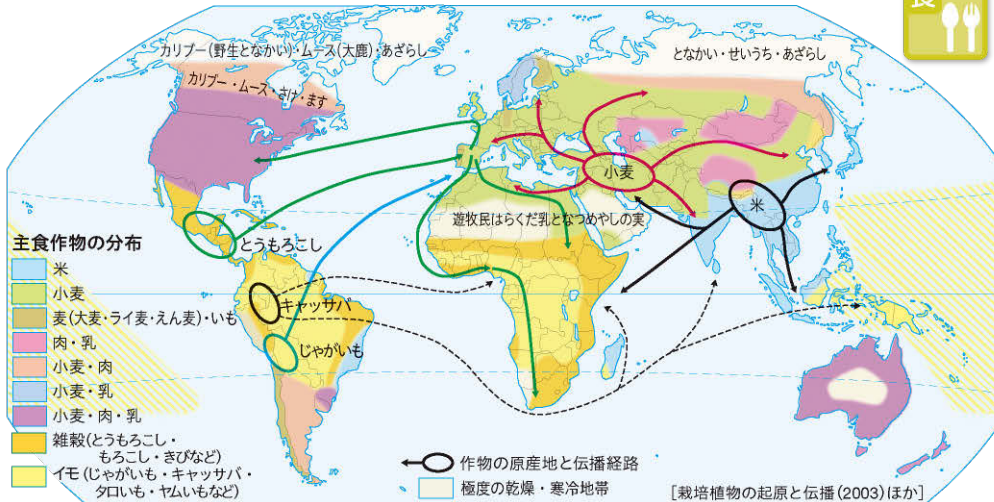 食
カリブー(野生となかい)・ムース(太鹿)・あざらし
となかい・せいうち・あざらし
カリブー・ムース・さけ・ます
小麦
米
遊牧民はらくだ乳となつめやしの実
とうもろこし
キャッサバ
じゃがいも
主食作物の分布
米
小麦
麦(大麦・ライ麦・えん麦)・いも
肉・乳
小麦・肉
小麦・乳
小麦・肉・乳
雑穀(とうもろこし・
もろこし・きびなど)
イモ(じゃがいも・キャッサバ・
タロいも・ヤムいもなど)
作物の原産地と伝播経路
極度の乾燥・寒冷地帯
[栽培植物の起原と伝播(2003)ほか]